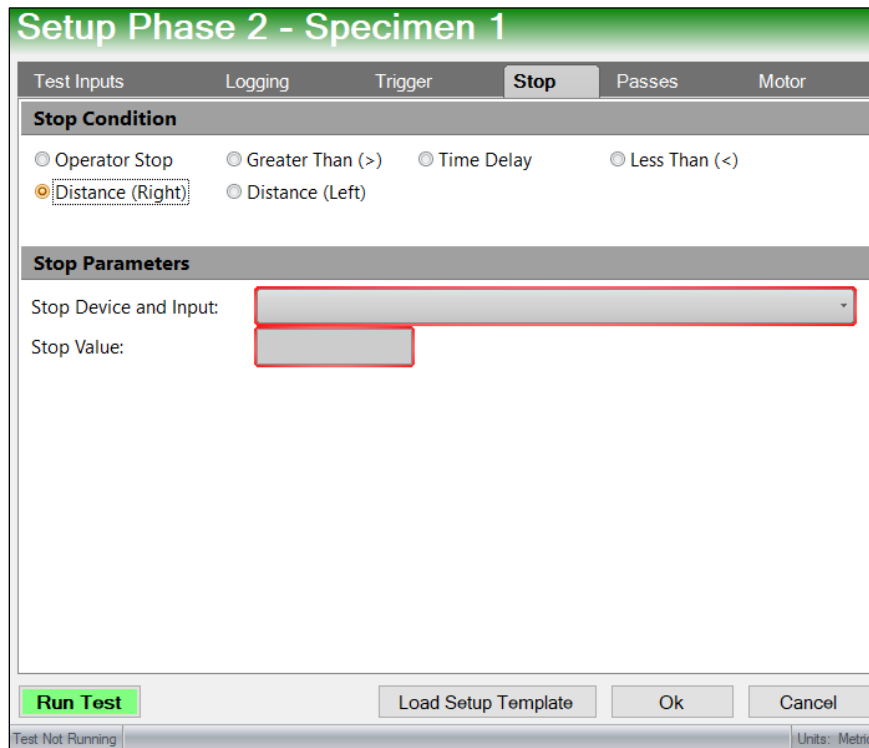 Setup Phase 2 - Specimen 1
Test Inputs Logging Trigger Stop Passes Motor
Stop Condition
Operator Stop Greater Than (>) Time Delay Less Than (<)
Distance (Right) Distance (Left)
Stop Parameters
Stop Device and Input:
Stop Value:
Run Test Load Setup Template Ok Cancel
Test Not Running Units: Metric